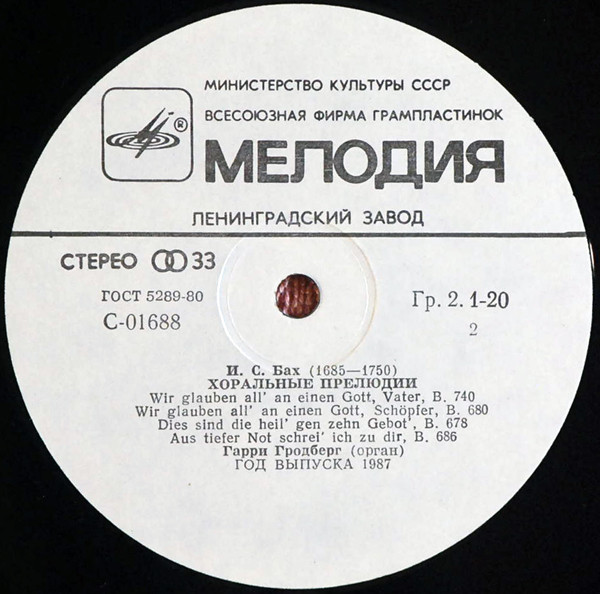 МИНИСТЕРСТВО КУЛЬТУРЫ СССР
ВСЕСОЮЗНАЯ ФИРМА ГРАМПЛАСТИНОК
®
МЕЛОДИЯ
ЛЕНИНГРАДСКИЙ ЗАВОД
СТЕРЕО 33
ГОСТ 5289-80
Гр. 2. 1-20
С-01688
2
И. С. Бах (1685—1750)
ХОРАЛЬНЫЕ ПРЕЛЮДИИ
Wir glauben all' an einen Gott, Vater, B. 740
Wir glauben all' an einen Gott, Schöpfer, B. 680
Dies sind die heil' gen zehn Gebot', B. 678
Aus tiefer Not schrei' ich zu dir, B. 686
Гарри Гродберг (орган)
ГОД ВЫПУСКА 1987